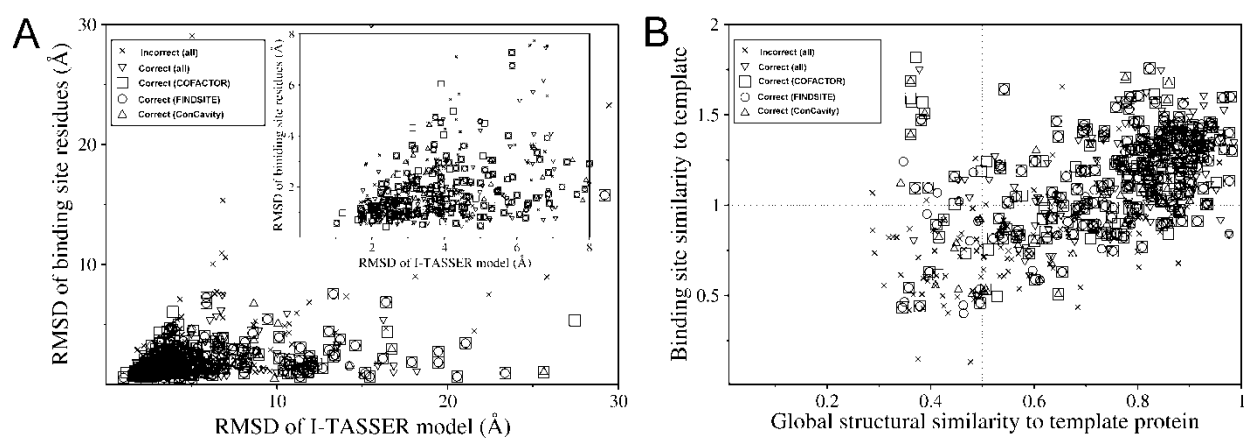 A
30
20
10
RMSD of binding site residues (Å)
Incorrect (all)
Correct (all)
Correct (COFACTOR)
Correct (FINDSITE)
Correct (ConCavity)
8
6
4
2
RMSD of binding site residues (Å)
2
4
6
8
RMSD of I-TASSER model (Å)
10
20
30
RMSD of I-TASSER model (Å)
B
2
1.5
1
0.5
Binding site similarity to template
Incorrect (all)
Correct (all)
Correct (COFACTOR)
Correct (FINDSITE)
Correct (ConCavity)
0.2
0.4
0.6
0.8
1
Global structural similarity to template protein